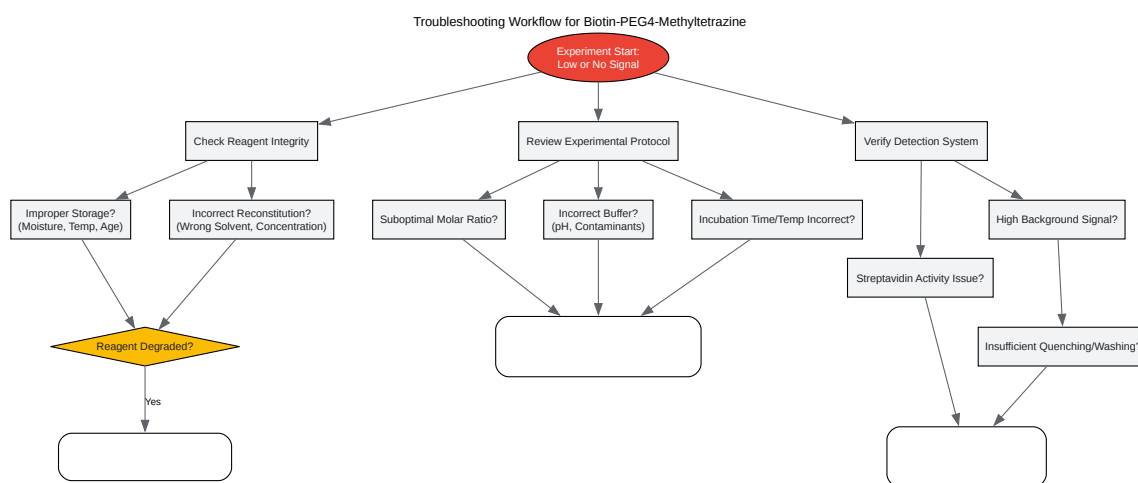 Troubleshooting Workflow for Biotin-PEG4-Methyltetrazine
Experiment Start:
Low or No Signal
Check Reagent Integrity
Review Experimental Protocol
Verify Detection System
Improper Storage?
(Moisture, Temp, Age)
Incorrect Reconstitution?
(Wrong Solvent, Concentration)
Suboptimal Molar Ratio?
Incorrect Buffer?
(pH, Contaminants)
Incubation Time/Temp Incorrect?
High Background Signal?
Streptavidin Activity Issue?
Reagent Degraded?
Insufficient Quenching/Washing?
Yes